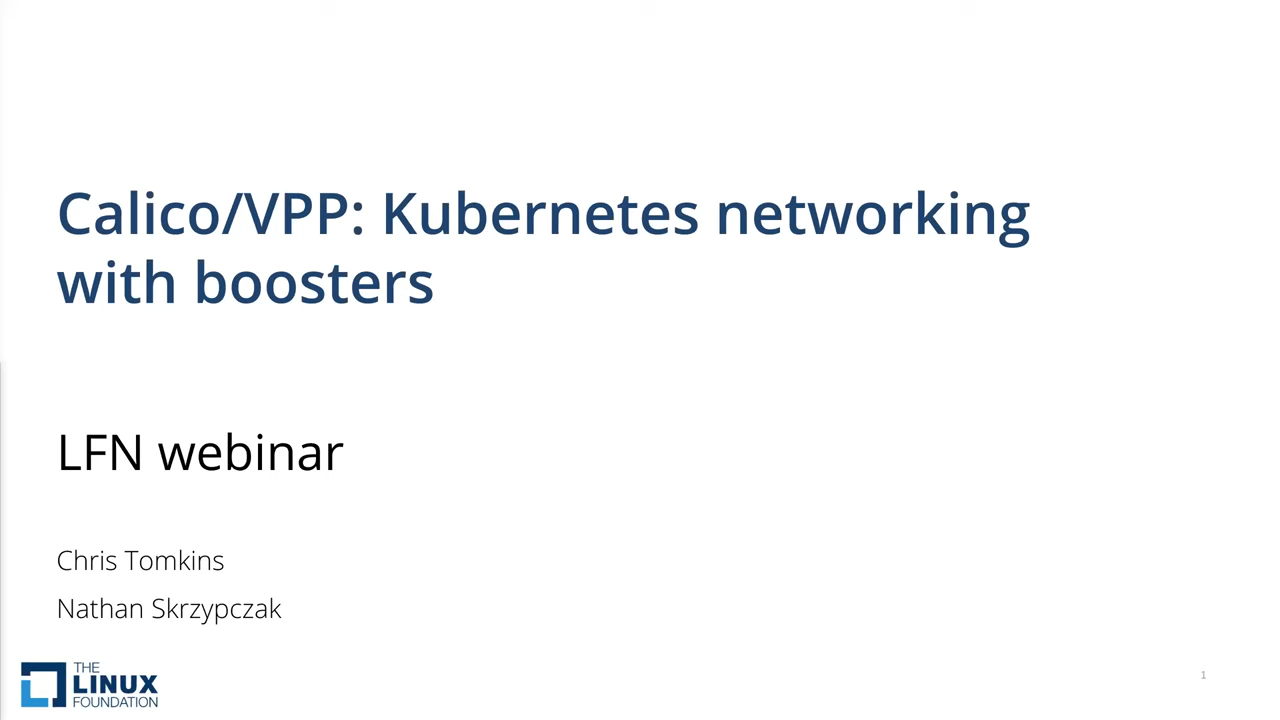 Calico/VPP: Kubernetes networking
with boosters
LFN webinar
Chris Tomkins
Nathan Skrzypczak
THE
LINUX
FOUNDATION
1